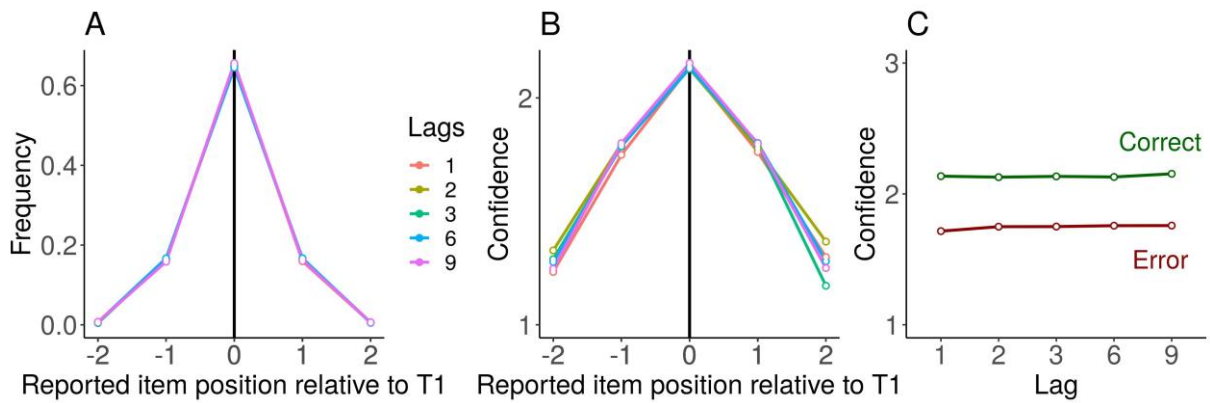 A
Frequency
0.6
0.4
0.2
0.0
-2 -1 0 1 2
Reported item position relative to T1
Lags
1
2
3
6
9
B
Confidence
2
1
-2 -1 0 1 2
Reported item position relative to T1
C
Confidence
3
2
1
Correct
Error
1 2 3 6 9
Lag